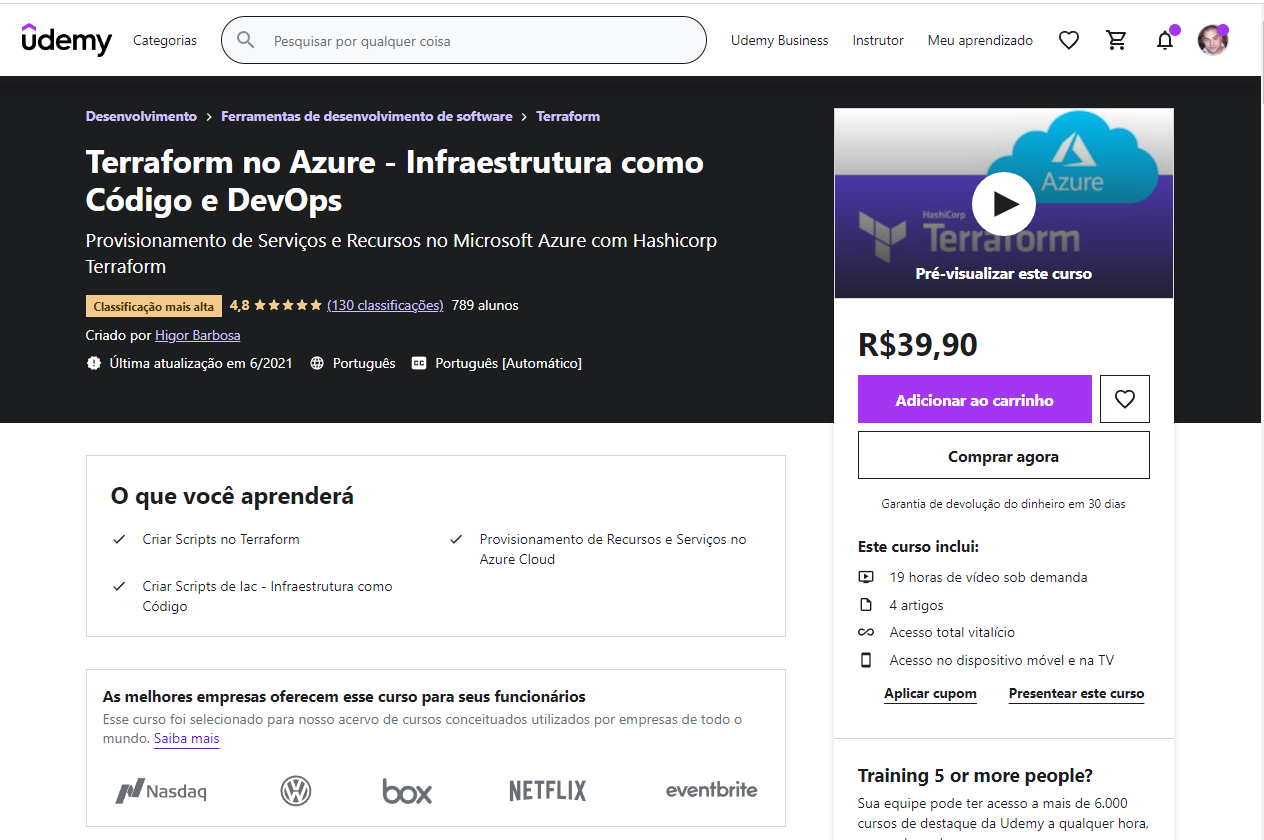 udemy
Categorias
Pesquisar por qualquer coisa
Udemy Business
Instrutor
Meu aprendizado
Desenvolvimento > Ferramentas de desenvolvimento de software > Terraform
Terraform no Azure - Infraestrutura como
Código e DevOps
Provisionamento de Serviços e Recursos no Microsoft Azure com Hashicorp
Terraform
Classificação mais alta 4,8 (130 classificações) 789 alunos
Criado por Higor Barbosa
Última atualização em 6/2021 Português CC Português [Automático]
Azure
HashiCorp
Terraform
Pré-visualizar este curso
R$39,90
Adicionar ao carrinho
Comprar agora
Garantia de devolução do dinheiro em 30 dias
Este curso inclui:
19 horas de vídeo sob demanda
4 artigos
Acesso total vitalício
Acesso no dispositivo móvel e na TV
Aplicar cupom
Presentear este curso
Training 5 or more people?
Sua equipe pode ter acesso a mais de 6.000
cursos de destaque da Udemy a qualquer hora,
O que você aprenderá
Criar Scripts no Terraform
Provisionamento de Recursos e Serviços no
Azure Cloud
Criar Scripts de Iac - Infraestrutura como
Código
As melhores empresas oferecem esse curso para seus funcionários
Esse curso foi selecionado para nosso acervo de cursos conceituados utilizados por empresas de todo o
mundo. Saiba mais
Nasdaq
box
NETFLIX
eventbrite